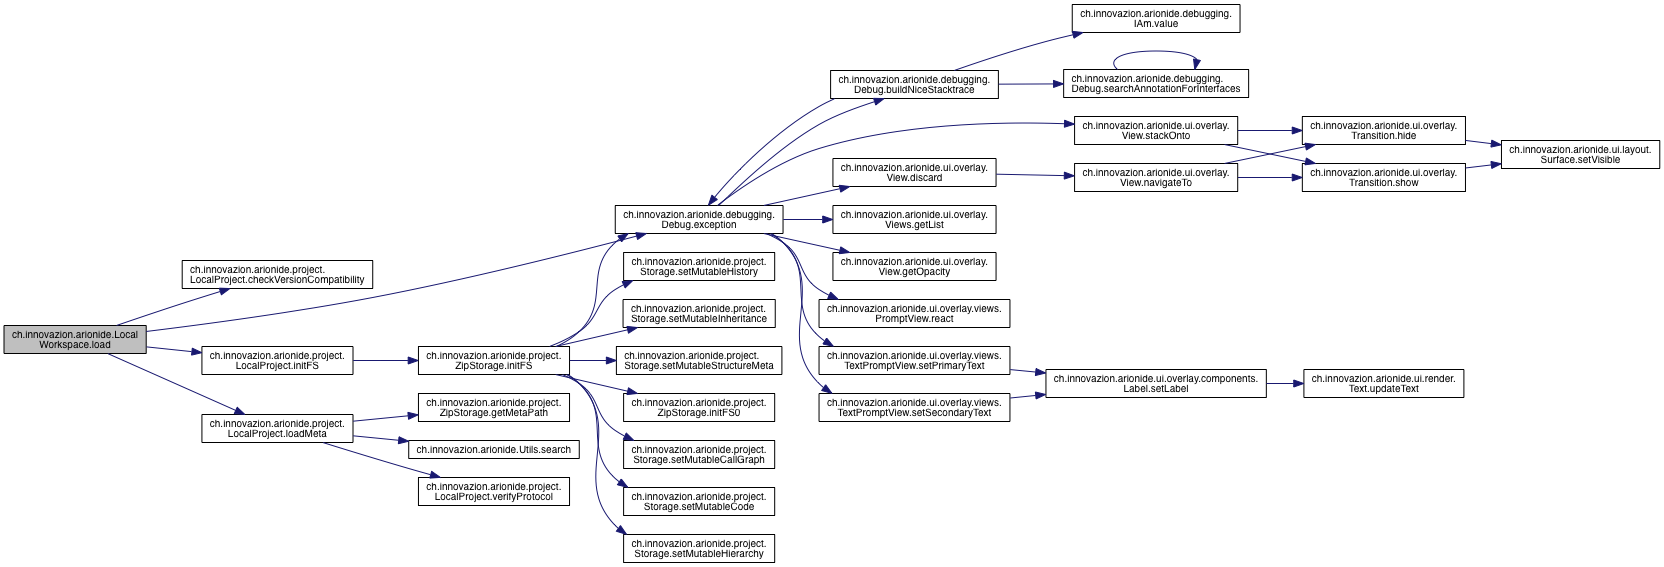 ch.innovazion.arionide.debugging.
IAm.value
ch.innovazion.arionide.debugging.
Debug.buildNiceStacktrace
ch.innovazion.arionide.debugging.
Debug.searchAnnotationForInterfaces
ch.innovazion.arionide.ui.overlay.
View.stackOnto
ch.innovazion.arionide.ui.overlay.
Transition.hide
ch.innovazion.arionide.ui.layout.
Surface.setVisible
ch.innovazion.arionide.ui.overlay.
View.discard
ch.innovazion.arionide.ui.overlay.
View.navigateTo
ch.innovazion.arionide.ui.overlay.
Transition.show
ch.innovazion.arionide.debugging.
Debug.exception
ch.innovazion.arionide.ui.overlay.
Views.getList
ch.innovazion.arionide.project.
LocalProject.checkVersionCompatibility
ch.innovazion.arionide.project.
Storage.setMutableHistory
ch.innovazion.arionide.ui.overlay.
View.getOpacity
ch.innovazion.arionide.project.
Storage.setMutableInheritance
ch.innovazion.arionide.ui.overlay.views.
PromptView.react
ch.innovazion.arionide.Local
Workspace.load
ch.innovazion.arionide.project.
LocalProject.initFS
ch.innovazion.arionide.project.
ZipStorage.initFS
ch.innovazion.arionide.project.
Storage.setMutableStructureMeta
ch.innovazion.arionide.ui.overlay.views.
TextPromptView.setPrimaryText
ch.innovazion.arionide.ui.overlay.components.
Label.setLabel
ch.innovazion.arionide.ui.render.
Text.updateText
ch.innovazion.arionide.project.
ZipStorage.getMetaPath
ch.innovazion.arionide.project.
ZipStorage.initFS0
ch.innovazion.arionide.ui.overlay.views.
TextPromptView.setSecondaryText
ch.innovazion.arionide.project.
LocalProject.loadMeta
ch.innovazion.arionide.Utils.search
ch.innovazion.arionide.project.
Storage.setMutableCallGraph
ch.innovazion.arionide.project.
LocalProject.verifyProtocol
ch.innovazion.arionide.project.
Storage.setMutableCode
ch.innovazion.arionide.project.
Storage.setMutableHierarchy